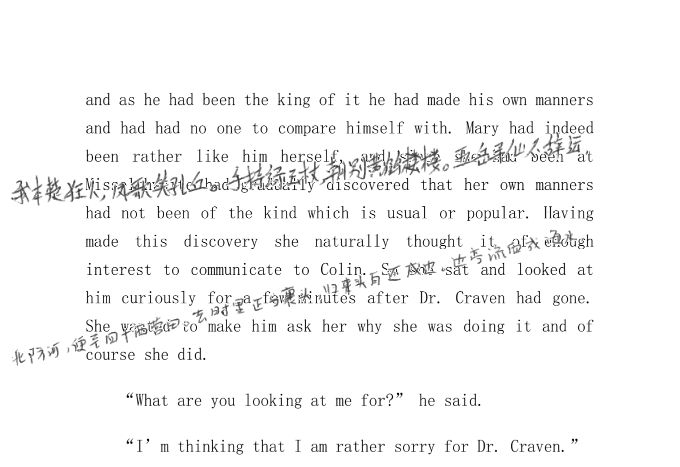 and as he had been the king of it he had made his own manners
and had had no one to compare himself with. Mary had indeed
been rather like him herself, and been at
我本楚狂人，凤歌笑孔丘。手持绿玉杖，朝别黄鹤楼楼。五岳寻仙不辞远
had gradually discovered that her own manners
had not been of the kind which is usual or popular. Having
made this discovery she naturally thought it of enough
interest to communicate to Colin. So she sat and looked at
him curiously for a few minutes after Dr. Craven had gone.
She wanted to make him ask her why she was doing it and of
北防河，便至四十西营田。去时里正与裹头，归来头白还戍边。边亭流血成海水
course she did.
“What are you looking at me for?” he said.
“I’m thinking that I am rather sorry for Dr. Craven.”